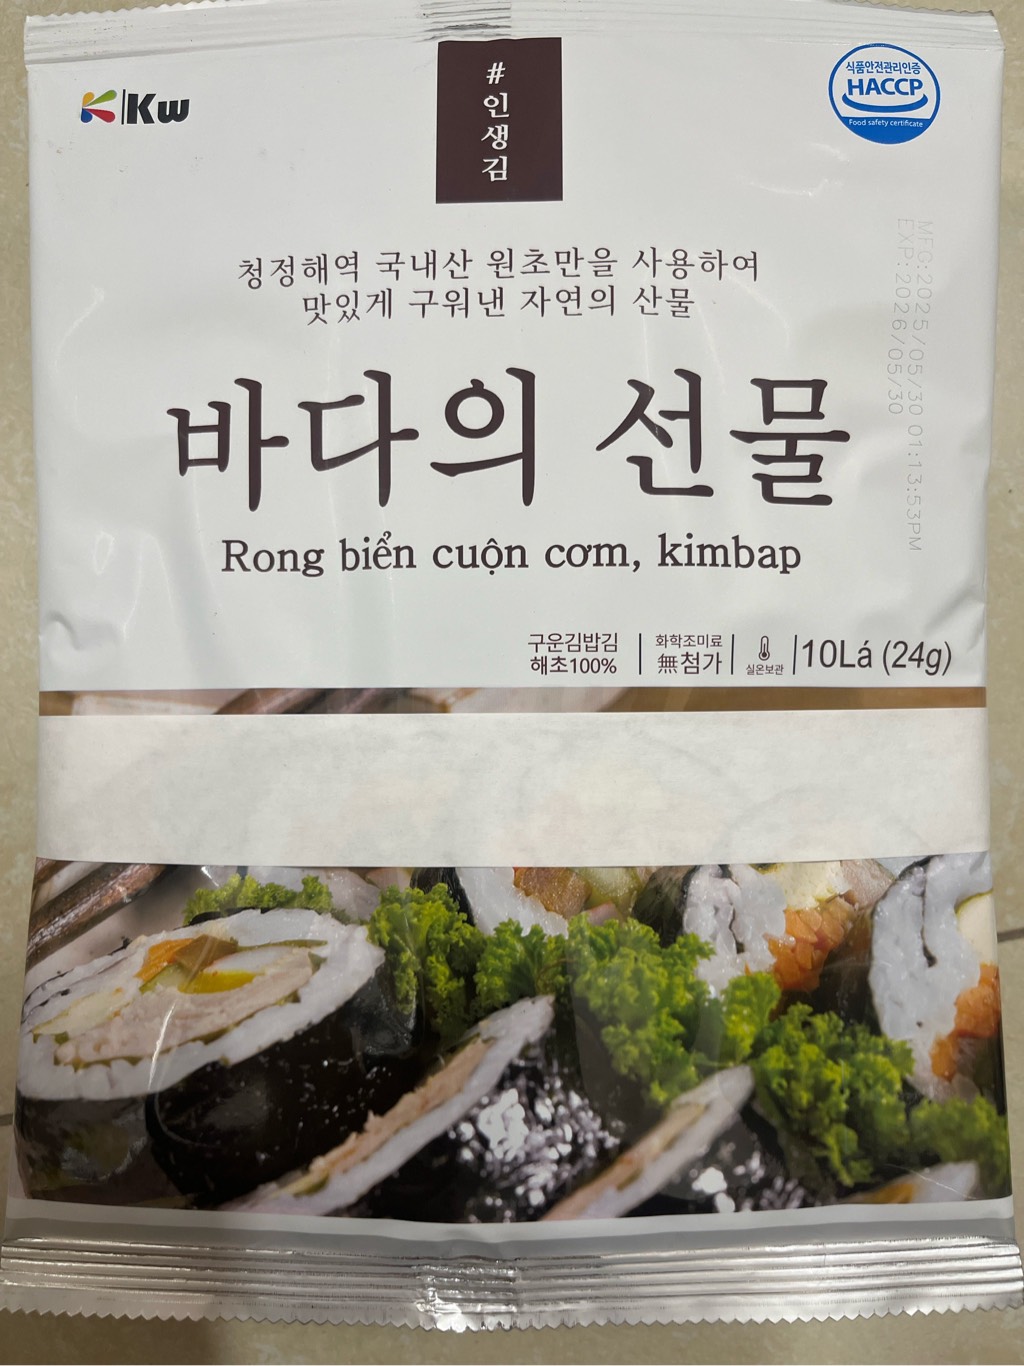 Kw
#
인
생
김
식품안전관리인증
HACCP
Food safety certificate
청정해역 국내산 원초만을 사용하여
맛있게 구워낸 자연의 산물
MFG:2025/05/30 01:13:53PM
EXP:2026/05/30
바다의 선물
Rong biển cuộn cơm, kimbap
구운김밥김
해초100%
화학조미료
無첨가
실온보관
10Lá (24g)